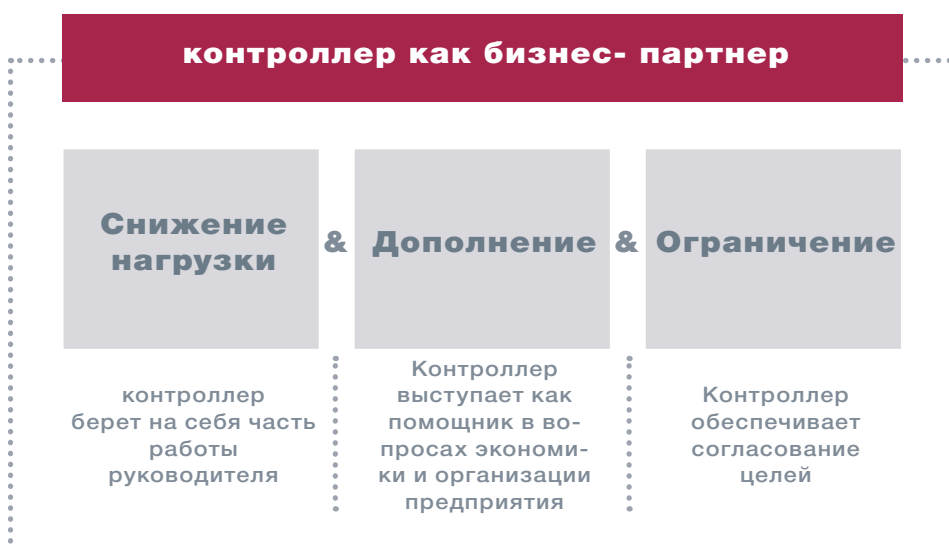 контроллер как бизнес- партнер
Снижение
нагрузки
&
Дополнение
&
Ограничение
контроллер
берет на себя часть
работы
руководителя
Контроллер
выступает как
помощник в во-
просах экономи-
ки и организации
предприятия
Контроллер
обеспечивает
согласование
целей